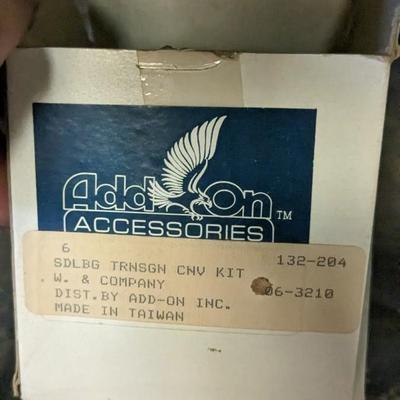 Add On TM
ACCESSORIES
6
SDLBG TRNSGN CNV KIT 132-204
W. & COMPANY 06-3210
DIST.BY ADD-ON INC.
MADE IN TAIWAN